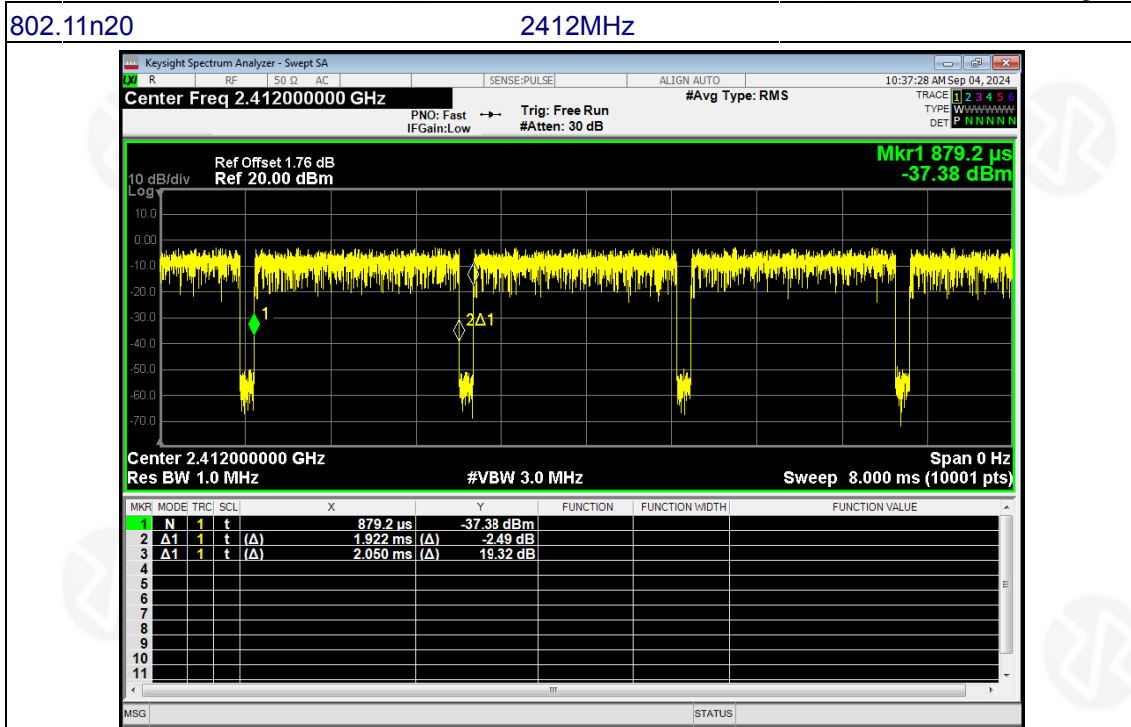 802.11n20 2412MHz
Keysight Spectrum Analyzer - Swept SA
LXI R RF 50 Ω AC SENSE:PULSE ALIGN AUTO 10:37:28 AM Sep 04, 2024
Center Freq 2.412000000 GHz #Avg Type: RMS TRACE 1 2 3 4 5 6
PNO: Fast Trig: Free Run TYPE WWWWWW
IFGain:Low #Atten: 30 dB DET P N N N N N
Mkr1 879.2 µs
Ref Offset 1.76 dB
10 dB/div Ref 20.00 dBm -37.38 dBm
Log
10.0
0.00
-10.0
-20.0
-30.0 1 2Δ1
-40.0
-50.0
-60.0
-70.0
Center 2.412000000 GHz Span 0 Hz
Res BW 1.0 MHz #VBW 3.0 MHz Sweep 8.000 ms (10001 pts)
MKR MODE TRC SCL X Y FUNCTION FUNCTION WIDTH FUNCTION VALUE
1 N 1 t 879.2 µs -37.38 dBm
2 Δ1 1 t (Δ) 1.922 ms (Δ) -2.49 dB
3 Δ1 1 t (Δ) 2.050 ms (Δ) 19.32 dB
4
5
6
7
8
9
10
11
MSG STATUS